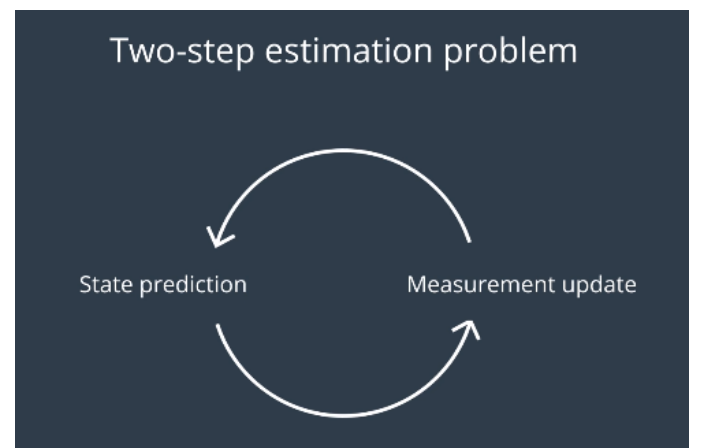 Two-step estimation problem
State prediction
Measurement update